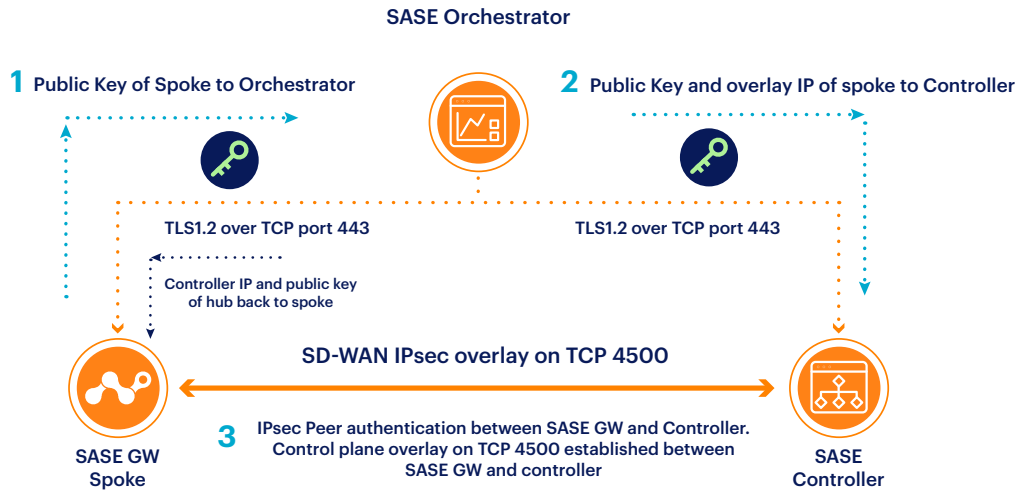 SASE Orchestrator
1 Public Key of Spoke to Orchestrator
2 Public Key and overlay IP of spoke to Controller
TLS1.2 over TCP port 443
TLS1.2 over TCP port 443
Controller IP and public key
of hub back to spoke
SD-WAN IPsec overlay on TCP 4500
3 IPsec Peer authentication between SASE GW and Controller.
Control plane overlay on TCP 4500 established between
SASE GW and controller
SASE GW
Spoke
SASE
Controller